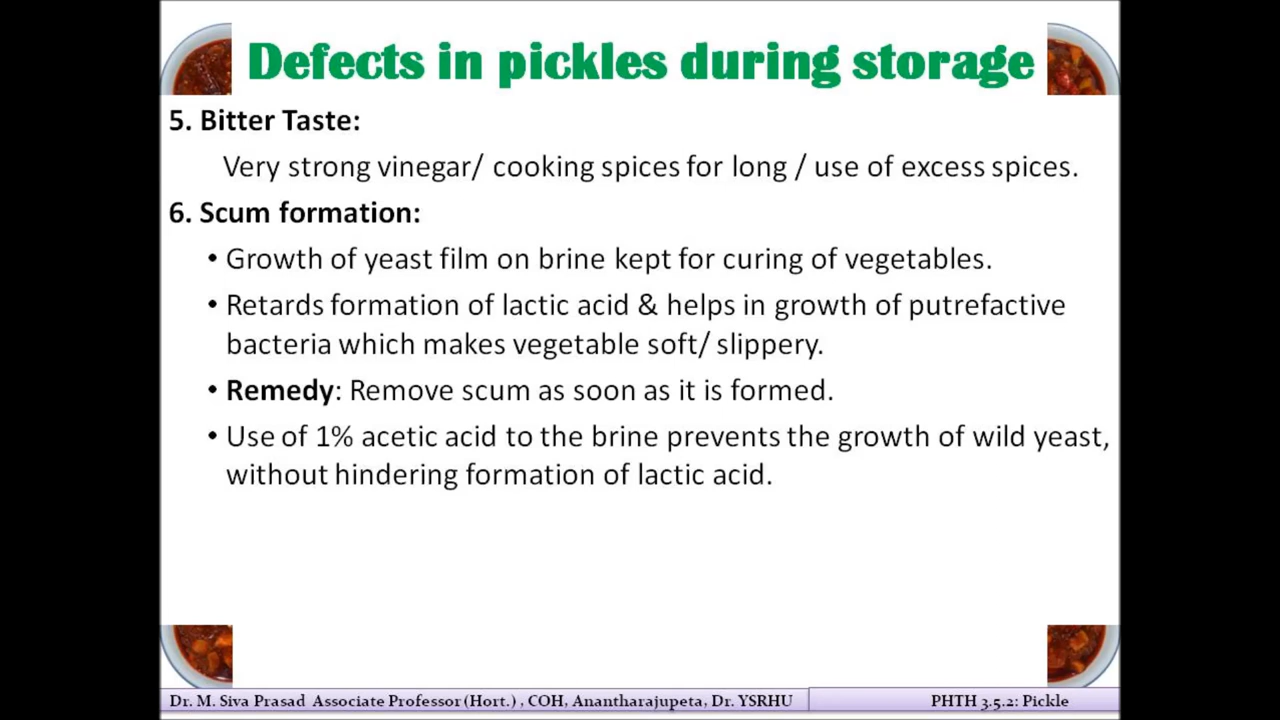 Defects in pickles during storage
5. Bitter Taste:
Very strong vinegar/ cooking spices for long / use of excess spices.
6. Scum formation:
• Growth of yeast film on brine kept for curing of vegetables.
• Retards formation of lactic acid & helps in growth of putrefactive
bacteria which makes vegetable soft/ slippery.
• Remedy: Remove scum as soon as it is formed.
• Use of 1% acetic acid to the brine prevents the growth of wild yeast,
without hindering formation of lactic acid.
Dr. M. Siva Prasad Associate Professor (Hort.) , COH, Anantharajupeta, Dr. YSRHU
PHTH 3.5.2: Pickle